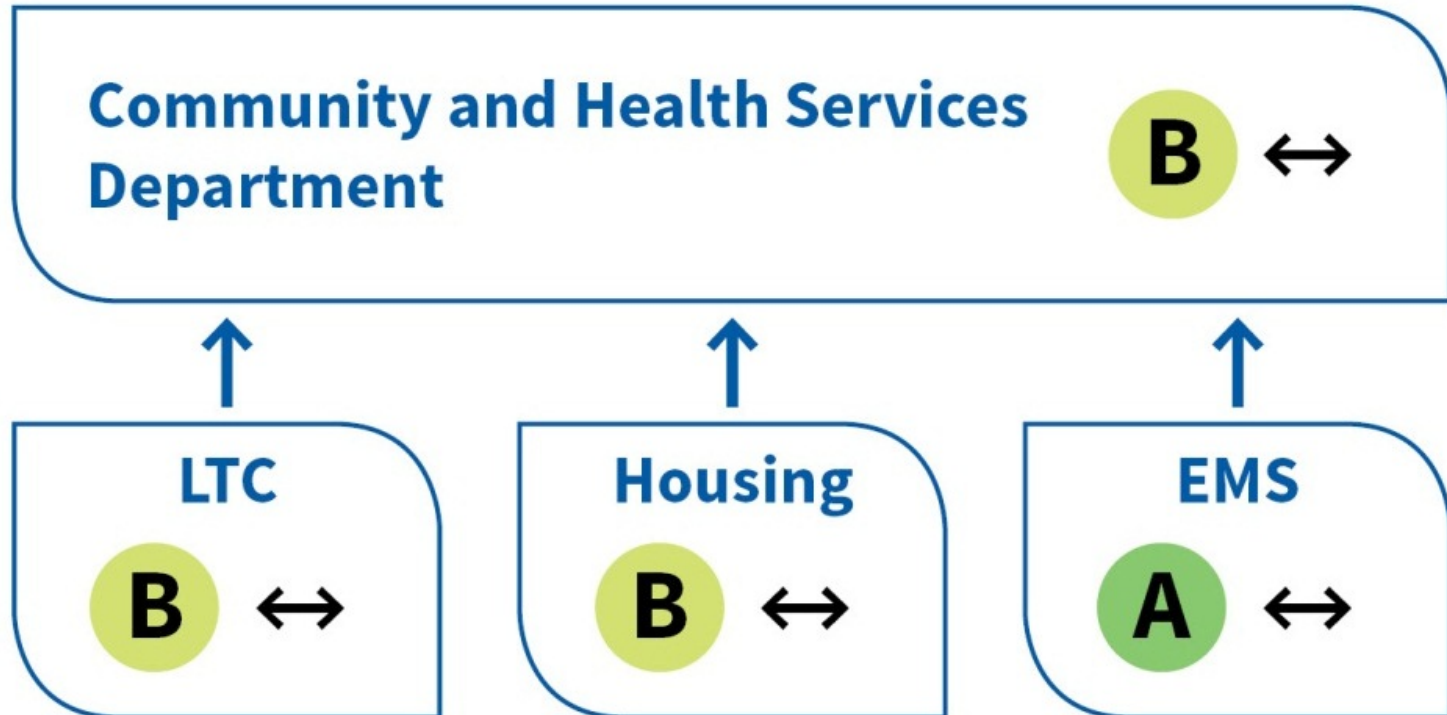 Community and Health Services
Department
B
LTC
Housing
EMS
B
B
A